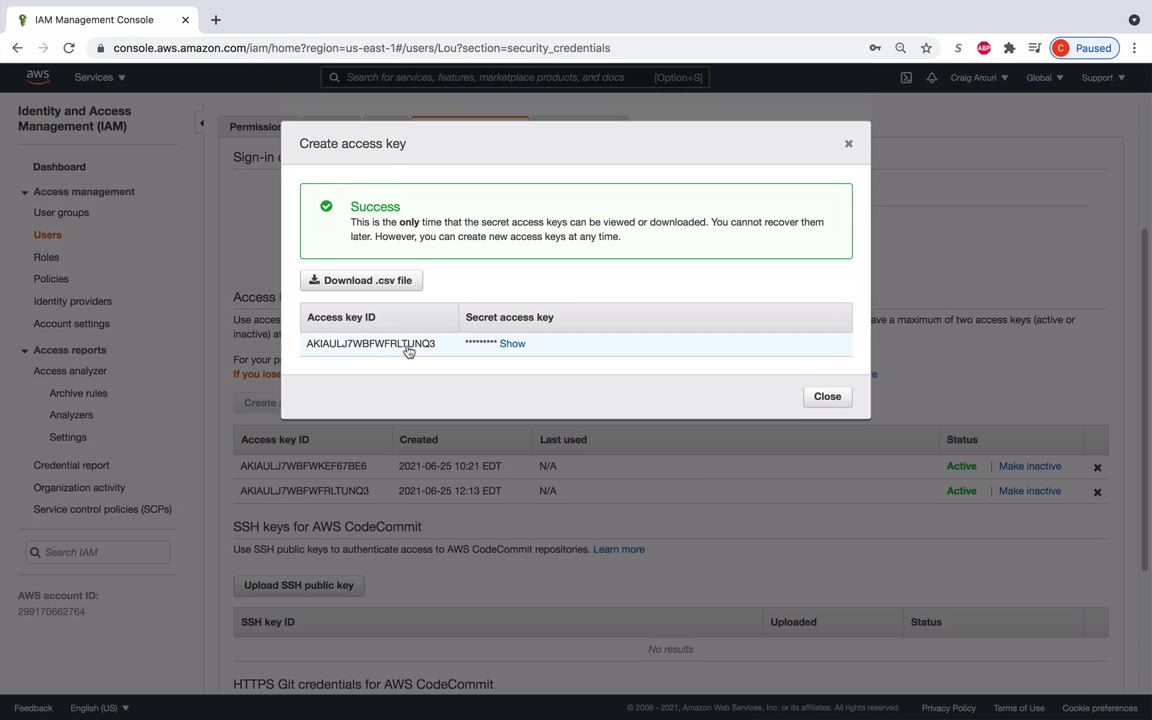 IAM Management Console
console.aws.amazon.com/iam/home?region=us-east-1#/users/Lou?section=security_credentials
S
ABP
C Paused
aws
Services
Search for services, features, marketplace products, and docs [Option+S]
Craig Arcuri
Global
Support
Identity and Access
Management (IAM)
Dashboard
Access management
User groups
Users
Roles
Policies
Identity providers
Account settings
Access reports
Access analyzer
Archive rules
Analyzers
Settings
Credential report
Organization activity
Service control policies (SCPs)
Search IAM
AWS account ID:
299170662764
Permission
Sign-in
Create access key
Success
This is the only time that the secret access keys can be viewed or downloaded. You cannot recover them
later. However, you can create new access keys at any time.
Download .csv file
Access key ID Secret access key
AKIAULJ7WBFWFRLTUNQ3 ********* Show
Close
Access
Use acces ave a maximum of two access keys (active or
inactive) at
For your p
If you lose
Create
Access key ID Created Last used Status
AKIAULJ7WBFWKEF67BE6 2021-06-25 10:21 EDT N/A Active | Make inactive
AKIAULJ7WBFWFRLTUNQ3 2021-06-25 12:13 EDT N/A Active | Make inactive
SSH keys for AWS CodeCommit
Use SSH public keys to authenticate access to AWS CodeCommit repositories. Learn more
Upload SSH public key
SSH key ID Uploaded Status
No results
HTTPS Git credentials for AWS CodeCommit
Feedback English (US)
© 2008 - 2021, Amazon Web Services, Inc. or its affiliates. All rights reserved. Privacy Policy Terms of Use Cookie preferences